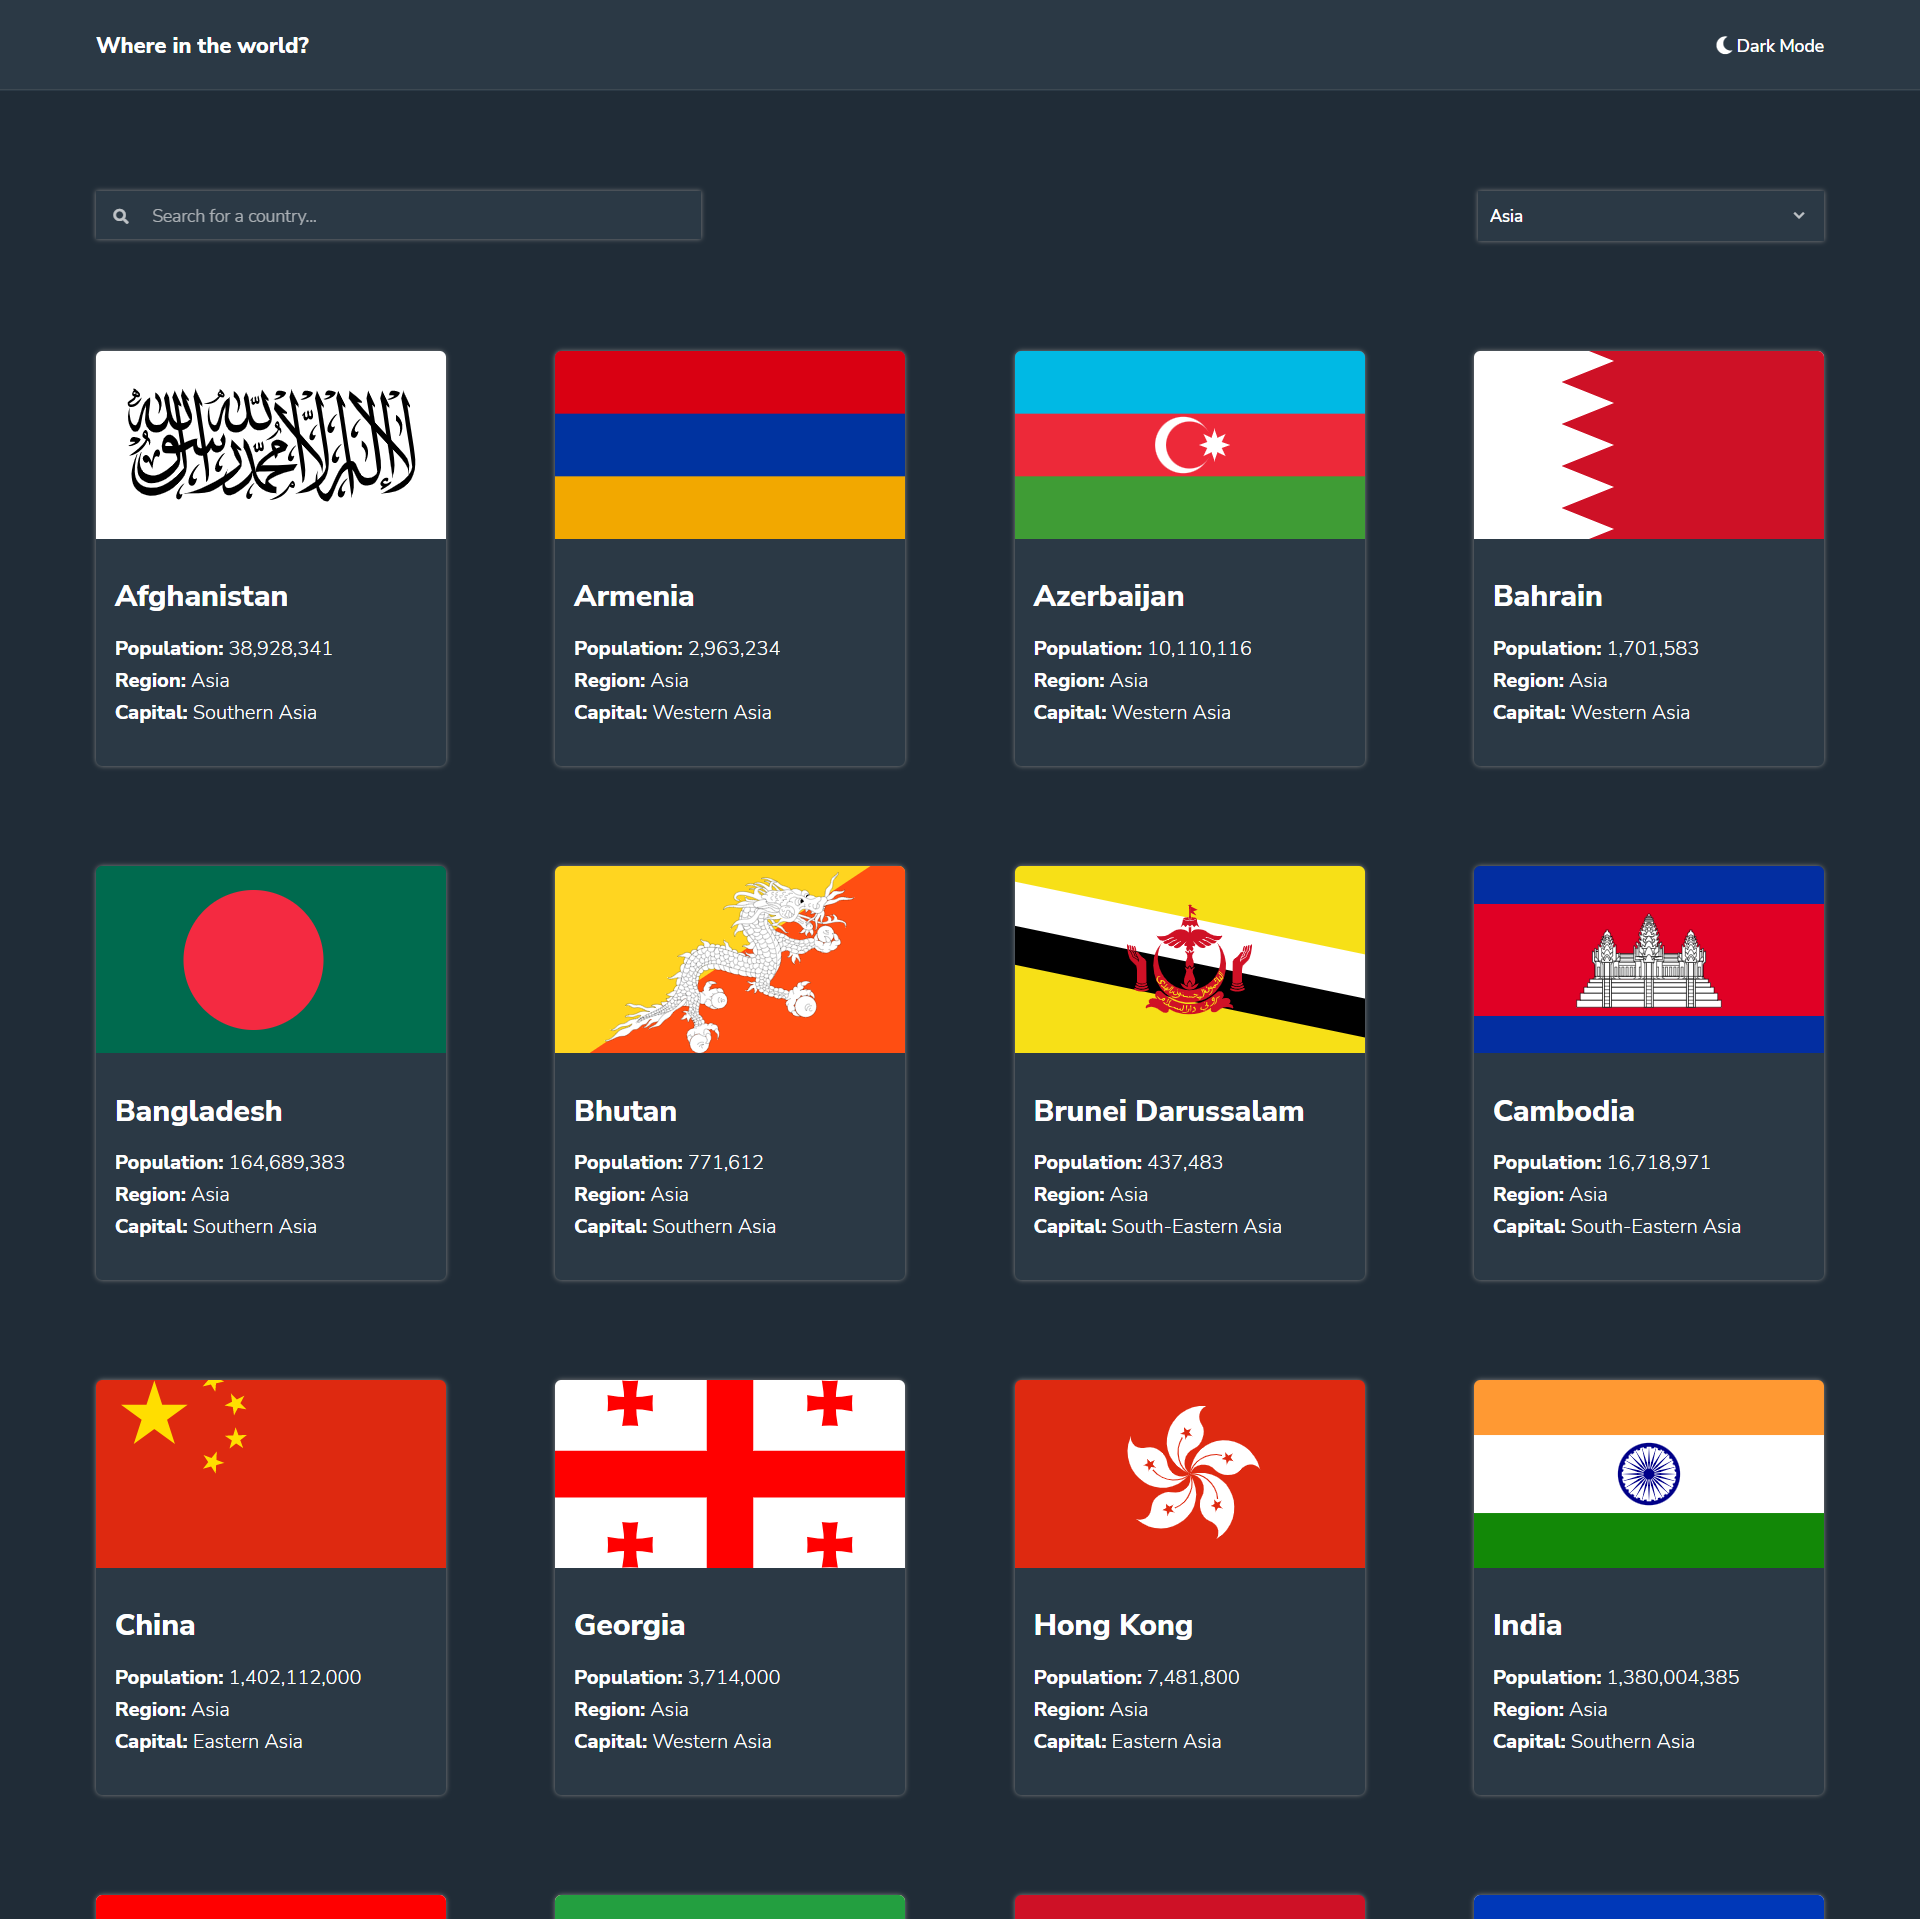 Where in the world?
Dark Mode
Search for a country...
Asia
لا إله إلا الله محمد رسول الله
Afghanistan
Population: 38,928,341
Region: Asia
Capital: Southern Asia
Armenia
Population: 2,963,234
Region: Asia
Capital: Western Asia
Azerbaijan
Population: 10,110,116
Region: Asia
Capital: Western Asia
Bahrain
Population: 1,701,583
Region: Asia
Capital: Western Asia
Bangladesh
Population: 164,689,383
Region: Asia
Capital: Southern Asia
Bhutan
Population: 771,612
Region: Asia
Capital: Southern Asia
Brunei Darussalam
Population: 437,483
Region: Asia
Capital: South-Eastern Asia
Cambodia
Population: 16,718,971
Region: Asia
Capital: South-Eastern Asia
China
Population: 1,402,112,000
Region: Asia
Capital: Eastern Asia
Georgia
Population: 3,714,000
Region: Asia
Capital: Western Asia
Hong Kong
Population: 7,481,800
Region: Asia
Capital: Eastern Asia
India
Population: 1,380,004,385
Region: Asia
Capital: Southern Asia